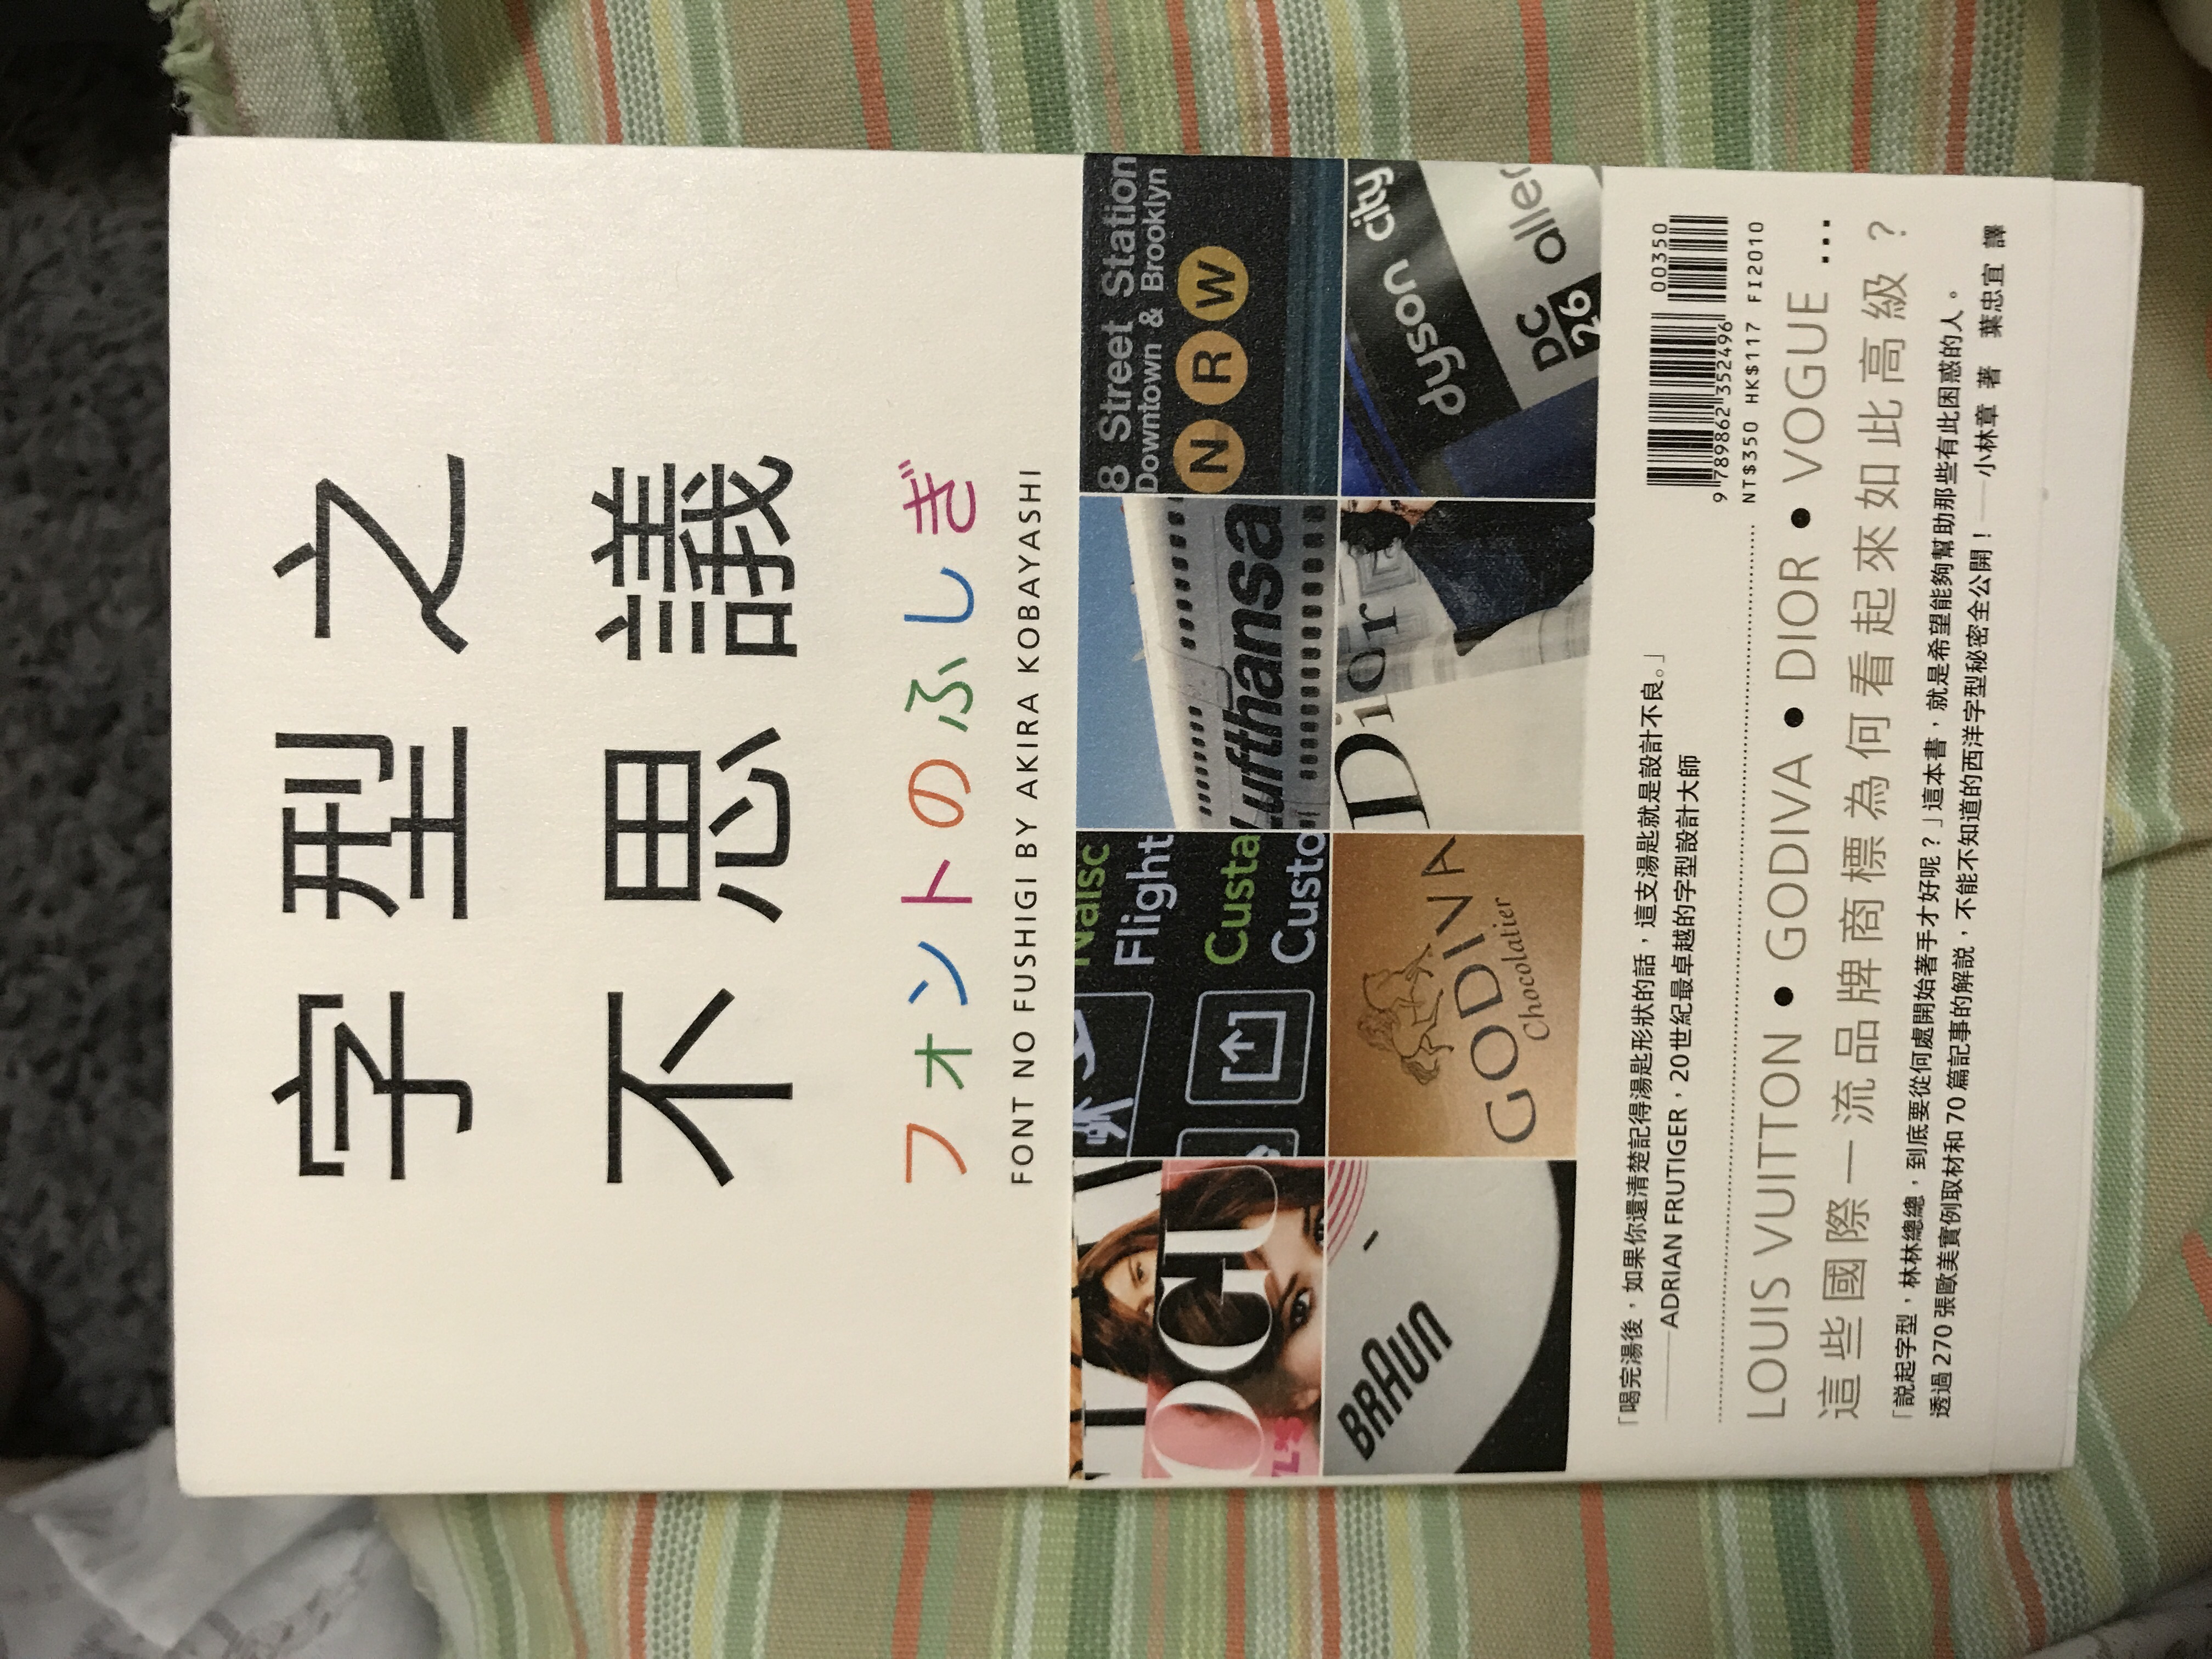 字型之
不思議
フォントのふしぎ
FONT NO FUSHIGI BY AKIRA KOBAYASHI
OGU
L'S
Naisc
Flight
Custa
Custo
Lufthansa
8 Street Station
Downtown & Brooklyn
N R W
BRAUN
GODIVA
Chocolatier
Dior
dyson city
DC
26
aller
「喝完湯後，如果你還清楚記得湯匙形狀的話，這支湯匙就是設計不良。」
——ADRIAN FRUTIGER，20世紀最卓越的字型設計大師
00350
9 789862 352496
NT$350 HK$117 FI2010
LOUIS VUITTON • GODIVA • DIOR • VOGUE ...
這些國際一流品牌商標為何看起來如此高級？
「説起字型，林林總總，到底要從何處開始著手才好呢？」這本書，就是希望能夠幫助那些有此困惑的人。
透過270張歐美實例取材和70篇記事的解説，不能不知道的西洋字型秘密全公開！——小林章 著　葉忠宜 譯